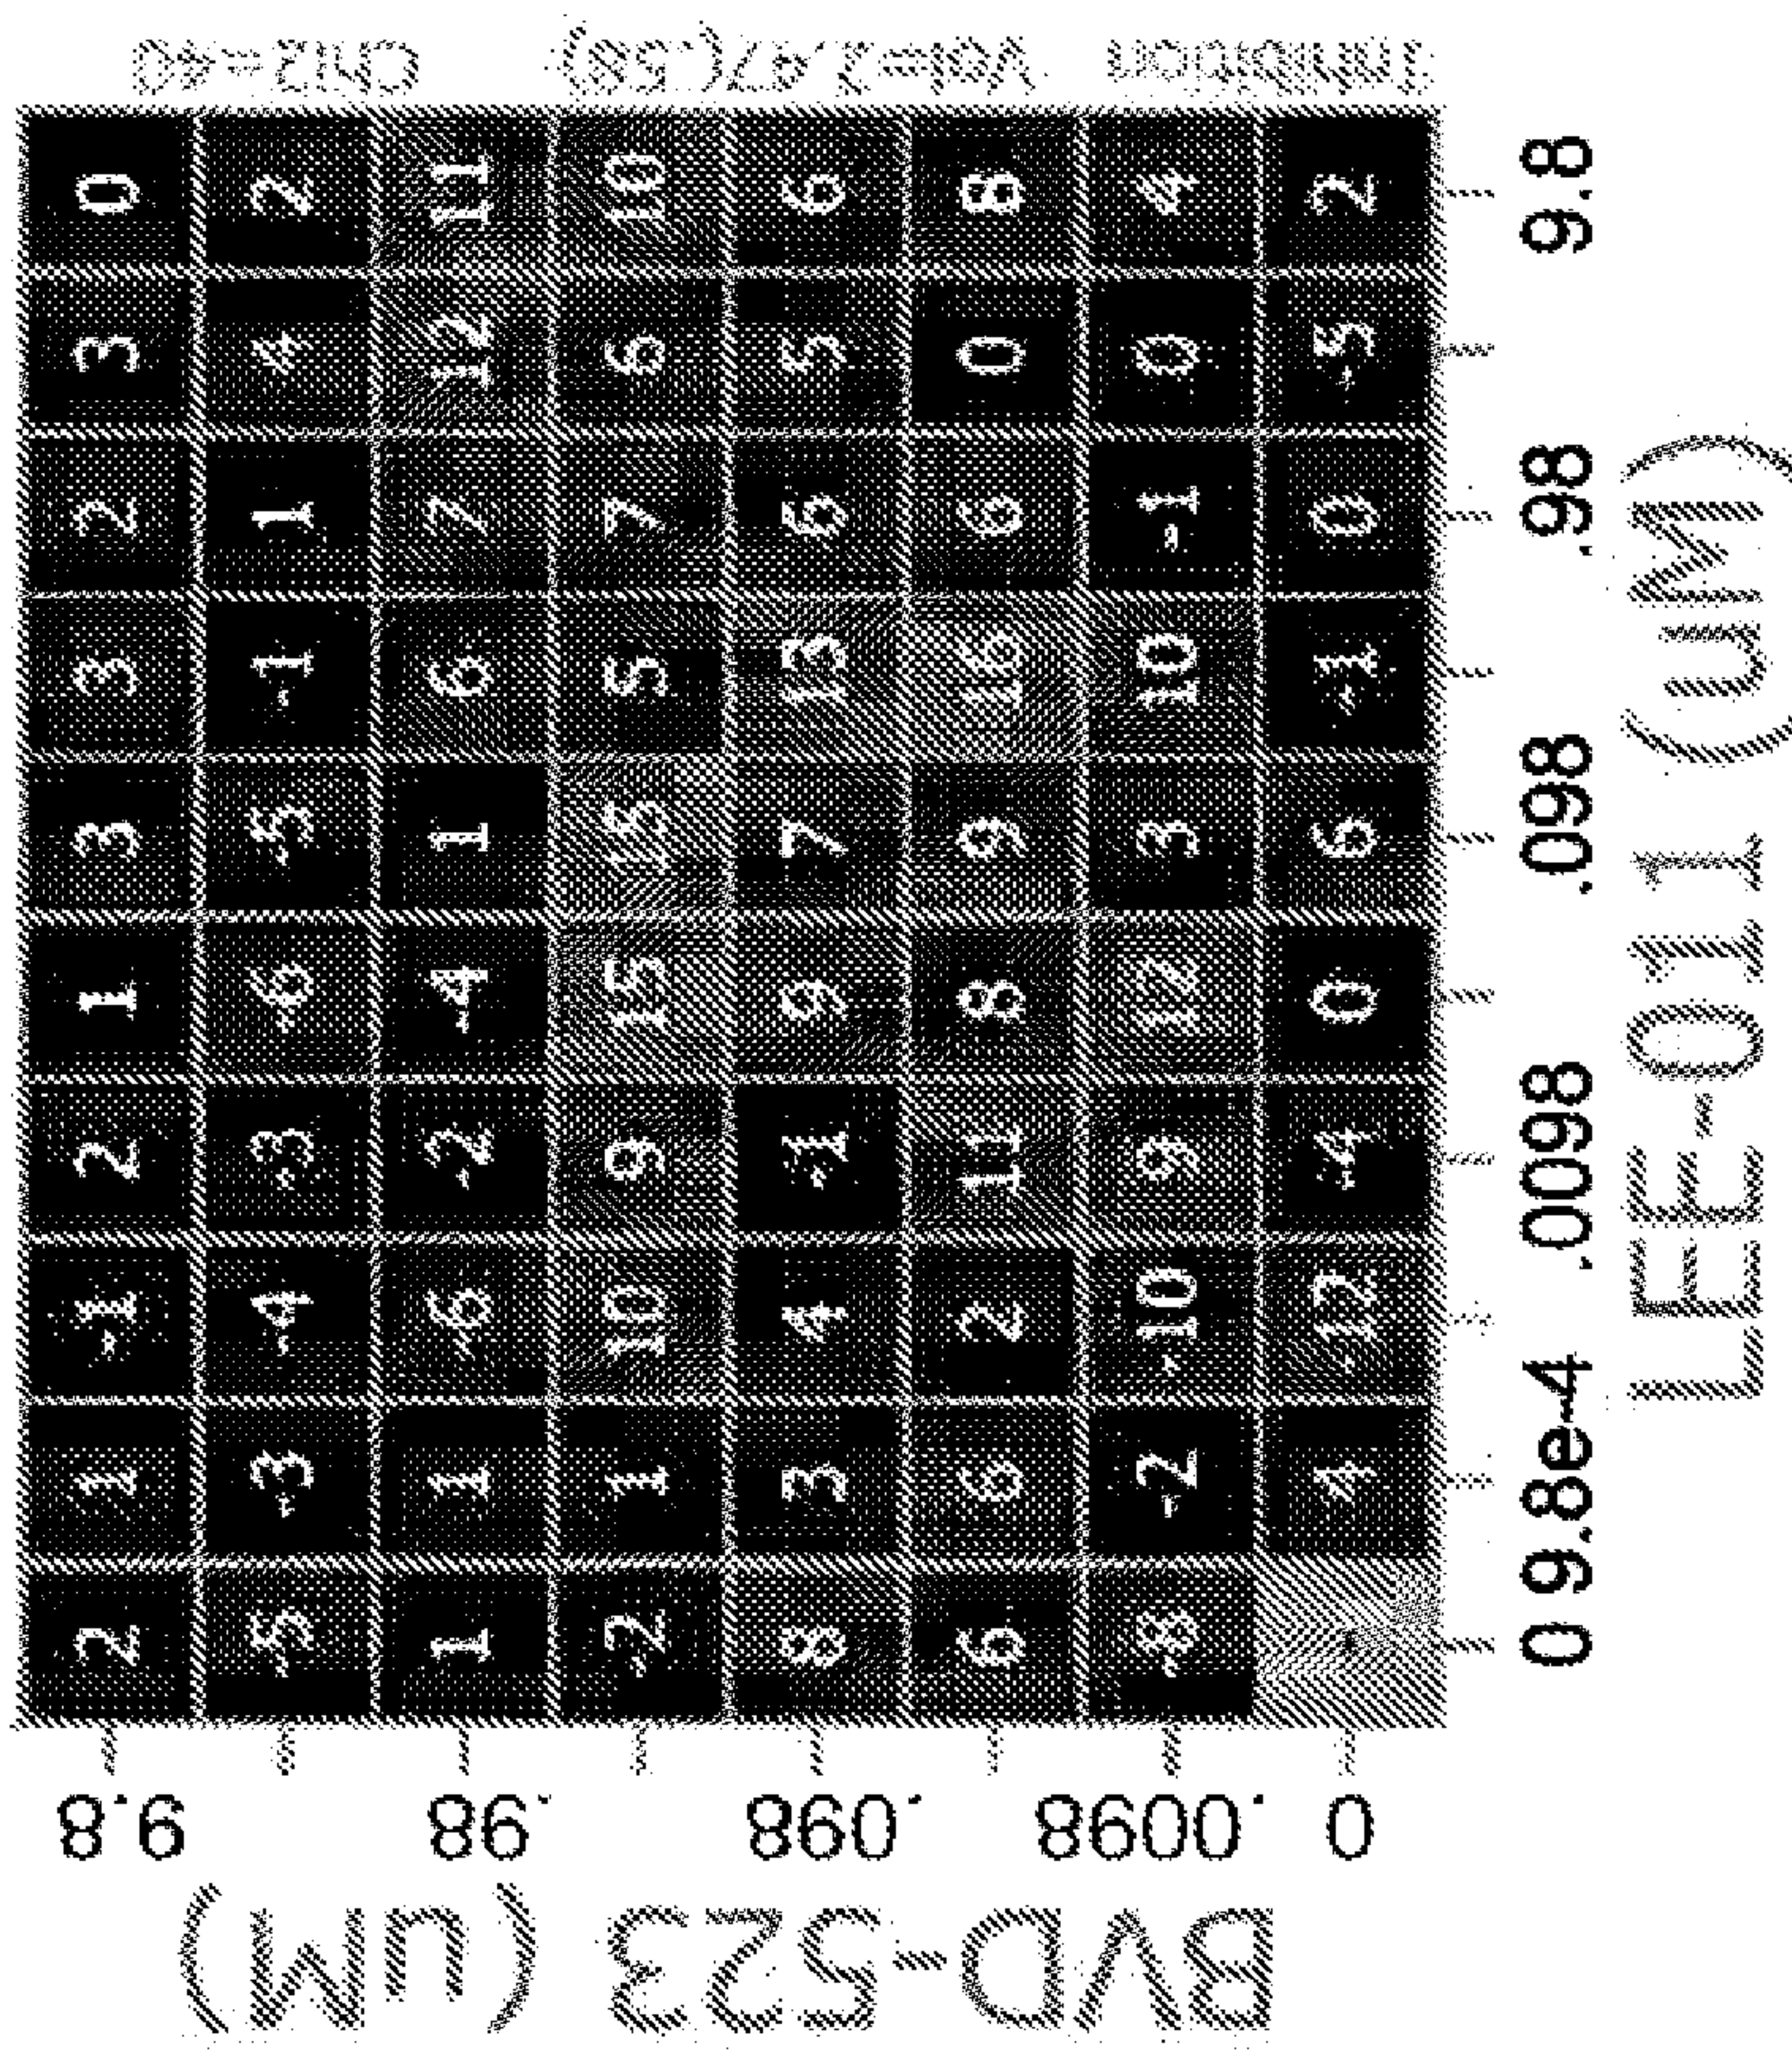 BVD-523 (uM)
9.8 2 1 -1 2 1 3 3 2 3 0
-5 -3 -4 -3 -6 -5 -1 1 4 2
.98 1 1 -6 -2 -4 1 6 7 12 11
-2 1 10 9 15 15 5 7 6 10
.098 8 3 4 -1 9 7 13 6 5 6
6 6 2 11 8 9 16 6 0 8
.0098 -8 -2 -10 9 12 3 10 -1 0 4
0 4 -12 -4 0 6 -1 0 -5 2
0 9.8e-4 .0098 .098 .98 9.8
LEE-011 (uM)
Inhibition
Chi2=40